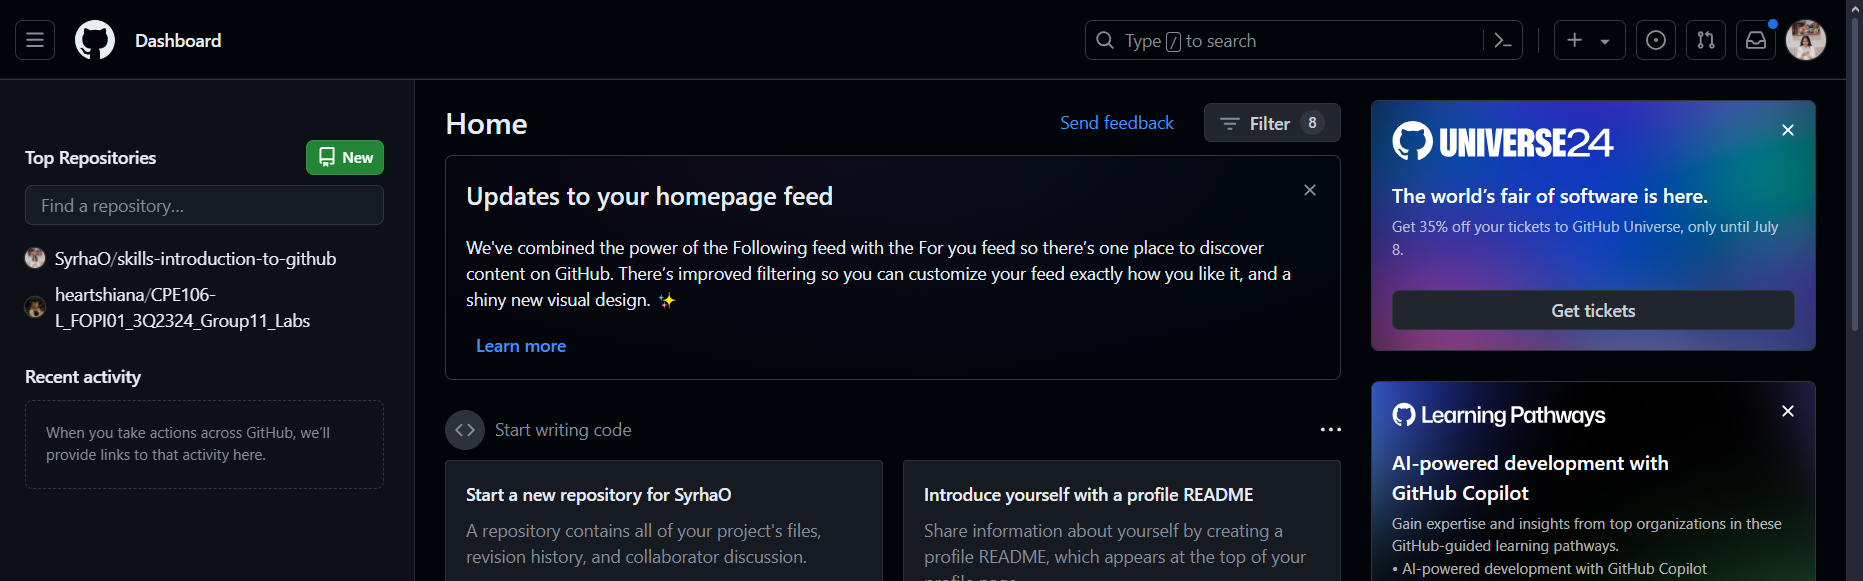 Dashboard
Type / to search
Top Repositories
New
Find a repository...
SyrhaO/skills-introduction-to-github
heartshiana/CPE106-
L_FOPI01_3Q2324_Group11_Labs
Recent activity
When you take actions across GitHub, we'll
provide links to that activity here.
Home
Send feedback
Filter 8
Updates to your homepage feed
We've combined the power of the Following feed with the For you feed so there's one place to discover
content on GitHub. There's improved filtering so you can customize your feed exactly how you like it, and a
shiny new visual design. ✨
Learn more
Start writing code
Start a new repository for SyrhaO
A repository contains all of your project's files,
revision history, and collaborator discussion.
Introduce yourself with a profile README
Share information about yourself by creating a
profile README, which appears at the top of your
profile page.
UNIVERSE24
The world's fair of software is here.
Get 35% off your tickets to GitHub Universe, only until July
8.
Get tickets
Learning Pathways
AI-powered development with
GitHub Copilot
Gain expertise and insights from top organizations in these
GitHub-guided learning pathways.
• AI-powered development with GitHub Copilot